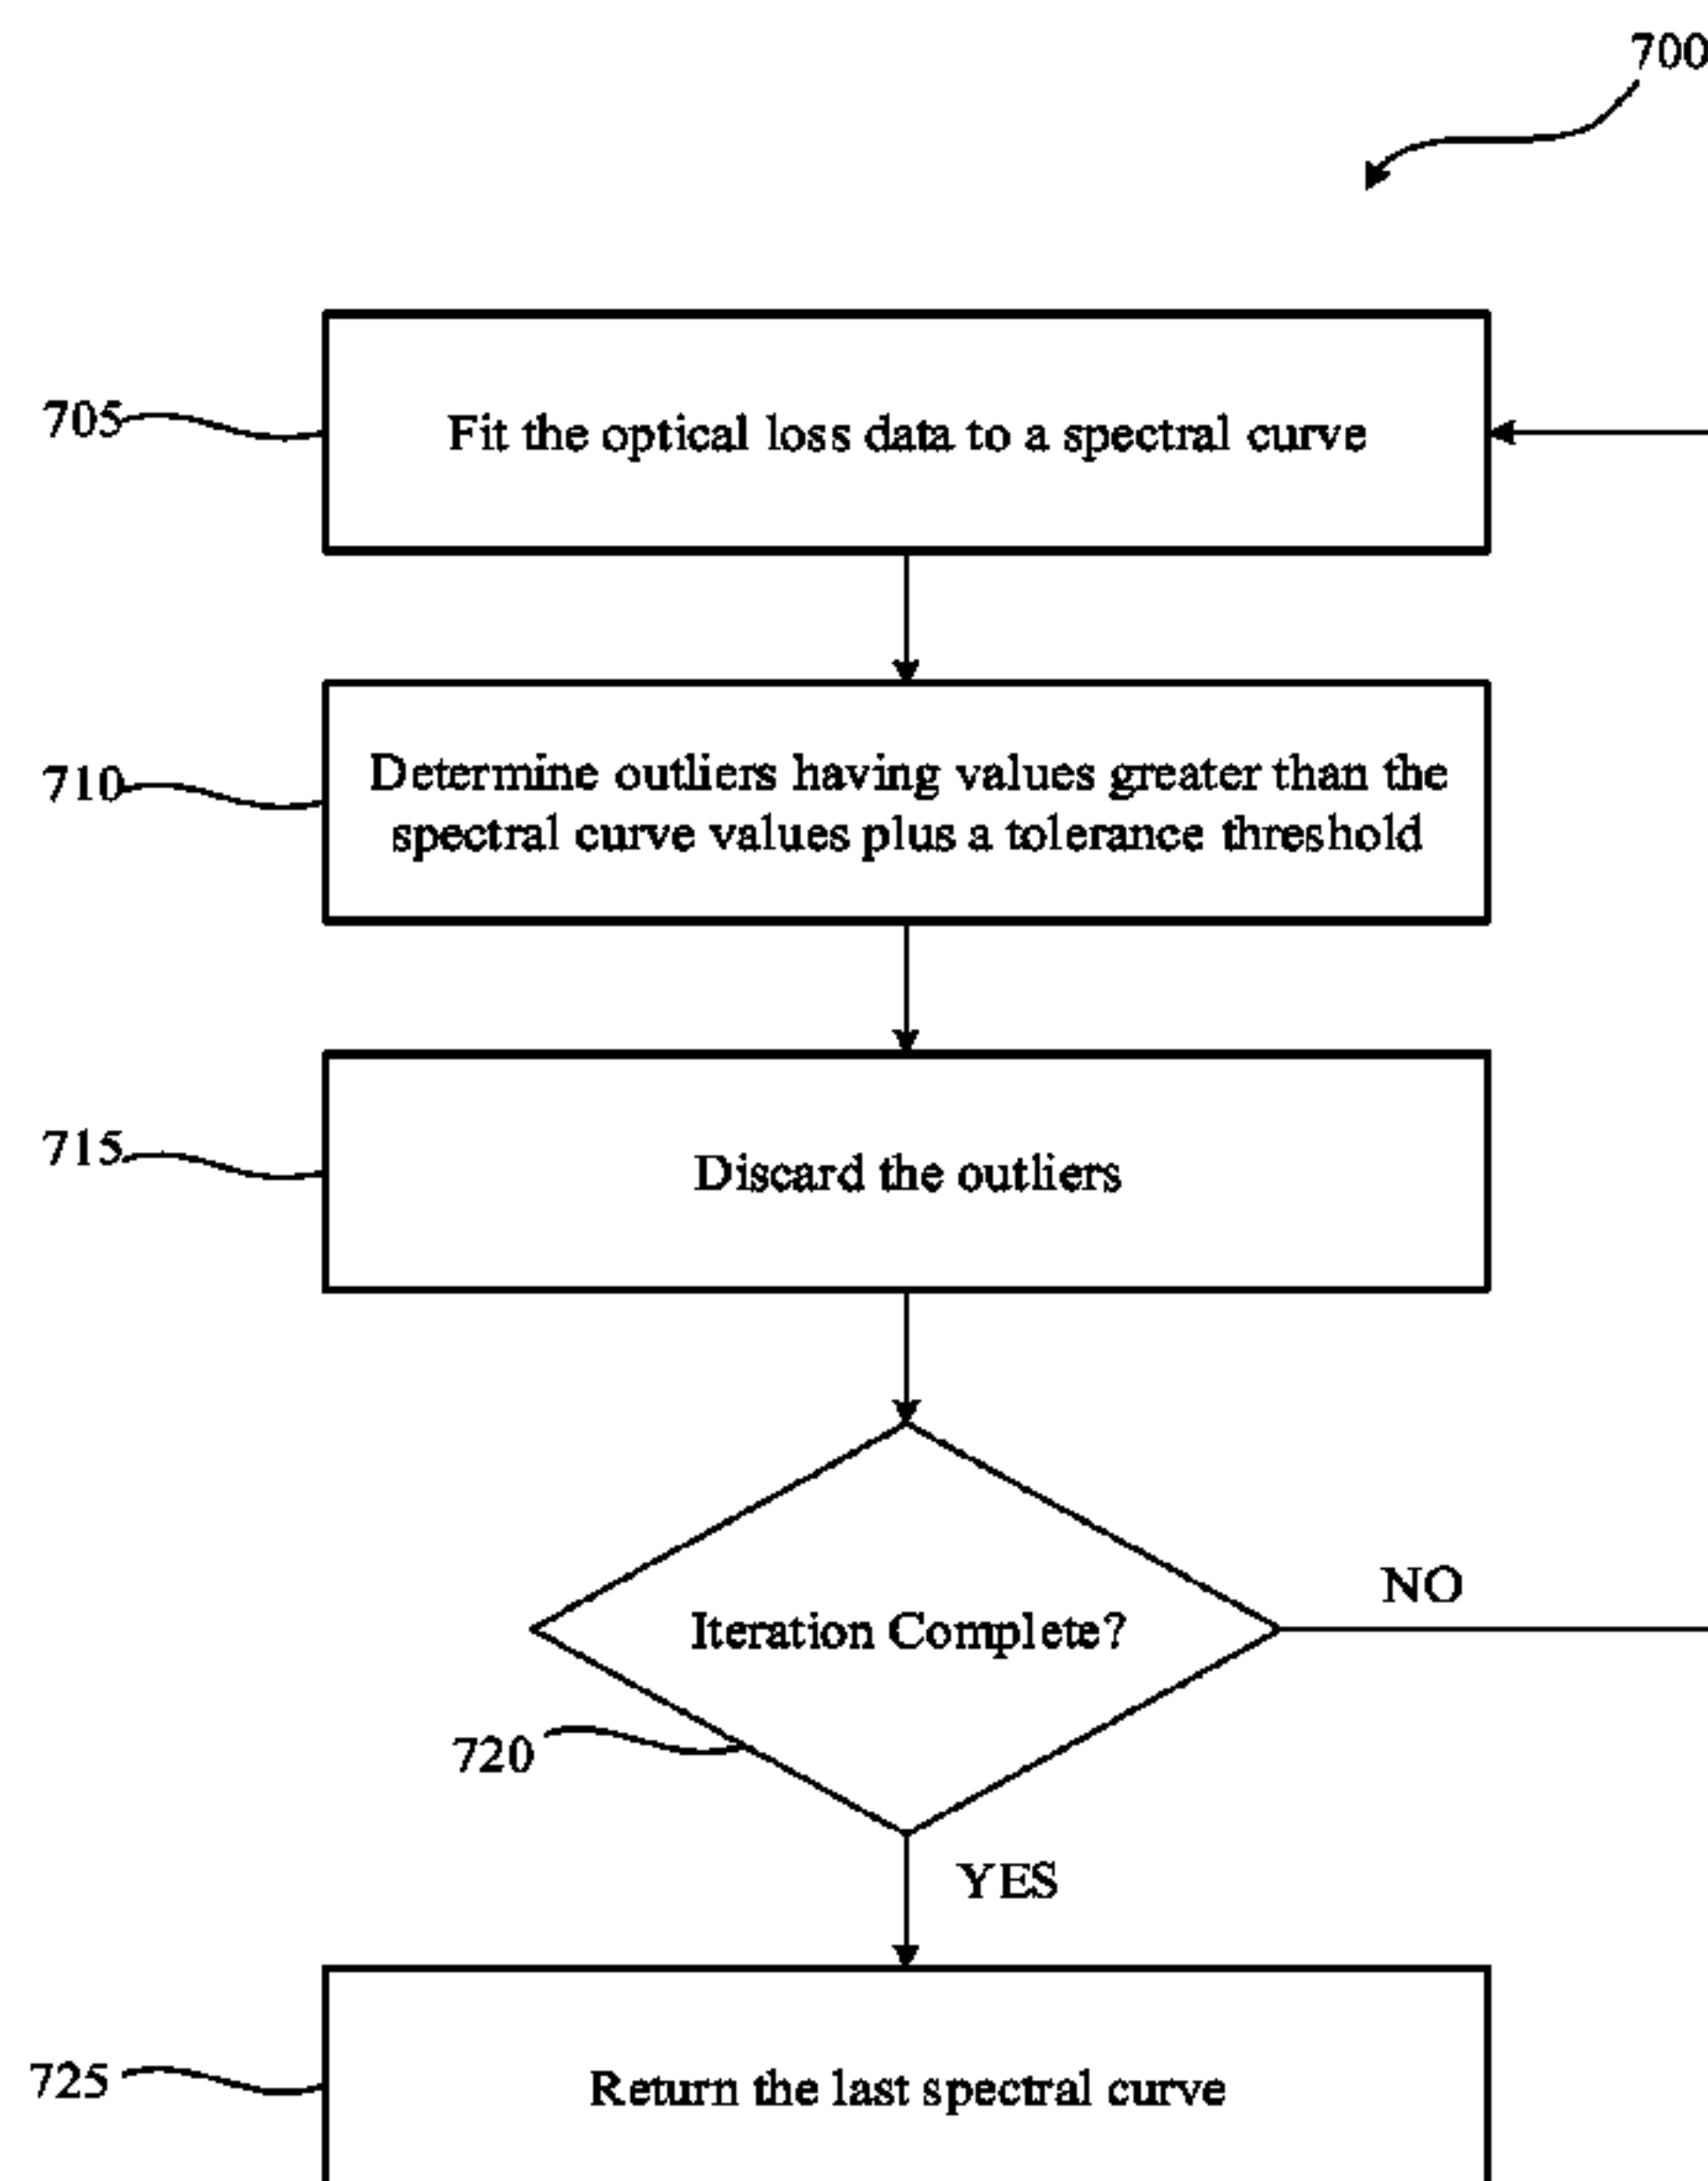 700
705
Fit the optical loss data to a spectral curve
710
Determine outliers having values greater than the
spectral curve values plus a tolerance threshold
715
Discard the outliers
NO
Iteration Complete?
720
YES
725
Return the last spectral curve